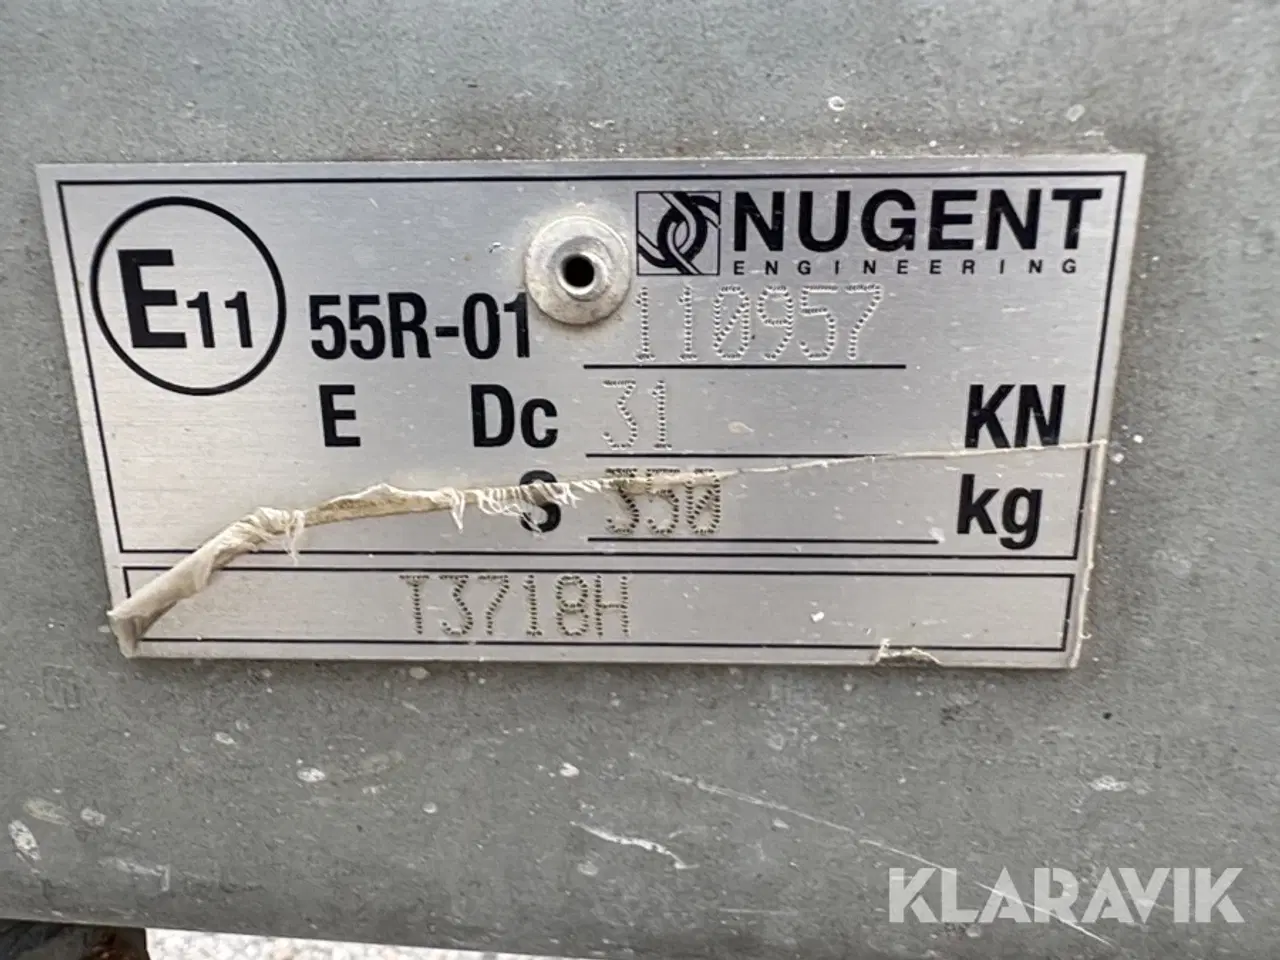 NUGENT
ENGINEERING
E11 55R-01 110957
E Dc 31 KN
S 350 kg
T3718H
KLARAVIK